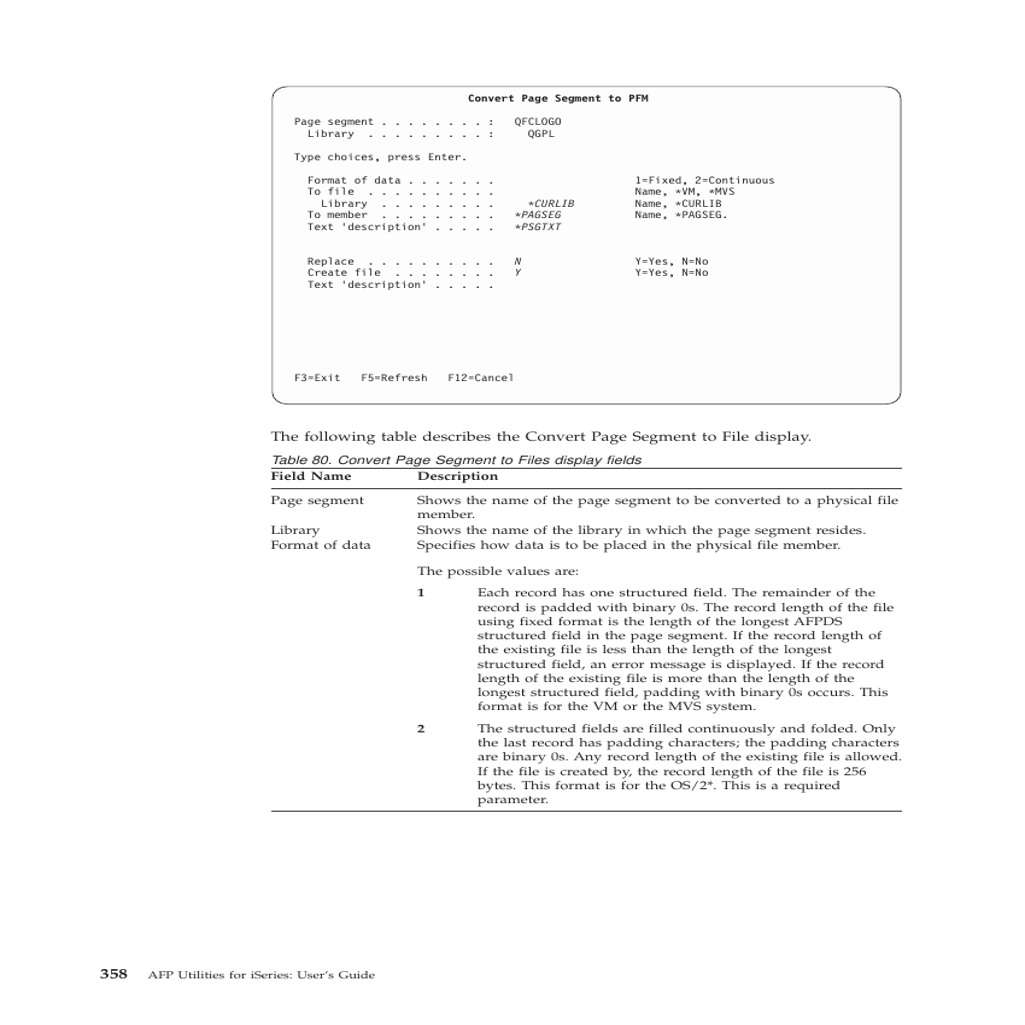 Convert Page Segment to PFM
Page segment . . . . . . . . :   QFCLOGO
  Library  . . . . . . . . . :     QGPL
Type choices, press Enter.
  Format of data . . . . . . .                     1=Fixed, 2=Continuous
  To file  . . . . . . . . . .                     Name, *VM, *MVS
    Library  . . . . . . . . .     *CURLIB         Name, *CURLIB
  To member  . . . . . . . . .   *PAGSEG           Name, *PAGSEG.
  Text 'description' . . . . .   *PSGTXT
  Replace  . . . . . . . . . .   N                 Y=Yes, N=No
  Create file  . . . . . . . .   Y                 Y=Yes, N=No
  Text 'description' . . . . .
F3=Exit   F5=Refresh   F12=Cancel
The following table describes the Convert Page Segment to File display.
Table 80. Convert Page Segment to Files display fields
Field Name Description
Page segment Shows the name of the page segment to be converted to a physical file
member.
Library Shows the name of the library in which the page segment resides.
Format of data Specifies how data is to be placed in the physical file member.
The possible values are:
1 Each record has one structured field. The remainder of the
record is padded with binary 0s. The record length of the file
using fixed format is the length of the longest AFPDS
structured field in the page segment. If the record length of
the existing file is less than the length of the longest
structured field, an error message is displayed. If the record
length of the existing file is more than the length of the
longest structured field, padding with binary 0s occurs. This
format is for the VM or the MVS system.
2 The structured fields are filled continuously and folded. Only
the last record has padding characters; the padding characters
are binary 0s. Any record length of the existing file is allowed.
If the file is created by, the record length of the file is 256
bytes. This format is for the OS/2*. This is a required
parameter.
358 AFP Utilities for iSeries: User's Guide